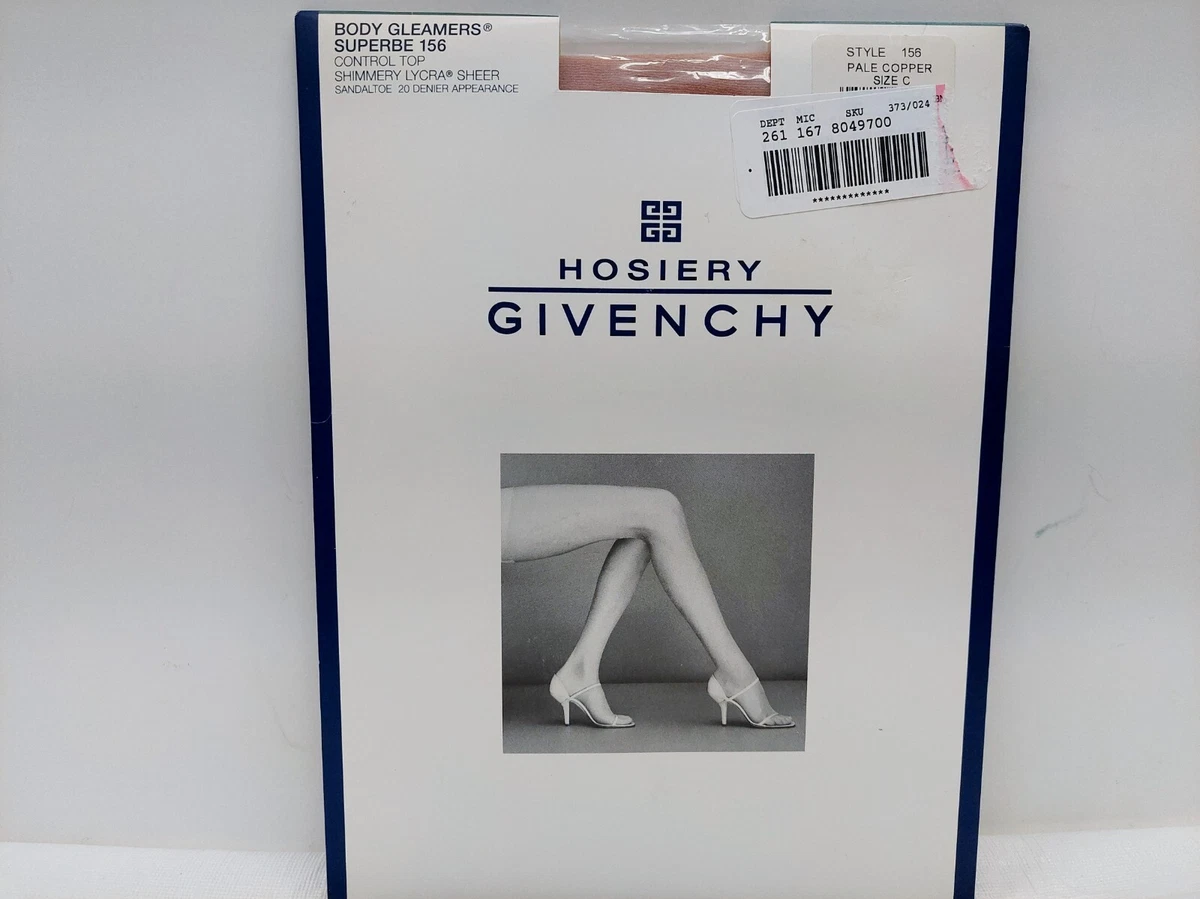 BODY GLEAMERS®
SUPERBE 156
CONTROL TOP
SHIMMERY LYCRA® SHEER
SANDALTOE 20 DENIER APPEARANCE
STYLE 156
PALE COPPER
SIZE C
DEPT MIC SKU 373/024
261 167 8049700
*************
HOSIERY
GIVENCHY